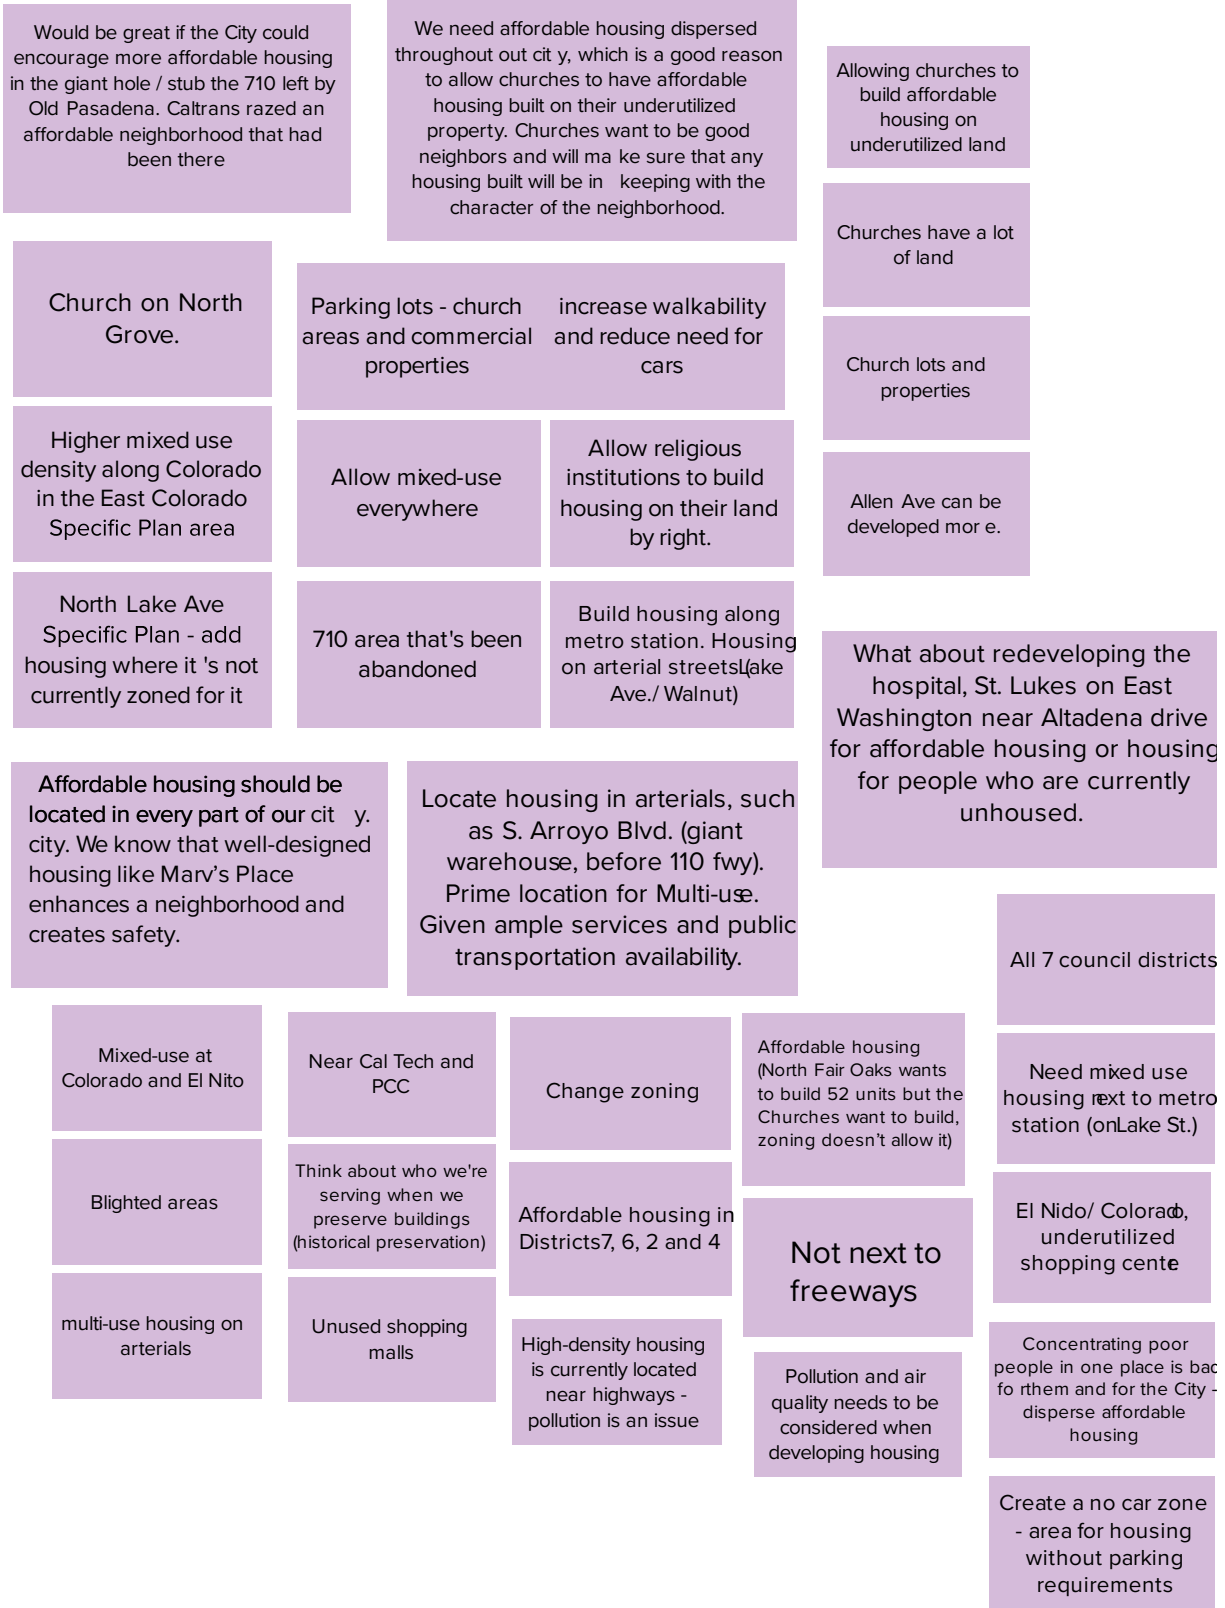 Would be great if the City could
encourage more affordable housing
in the giant hole / stub the 710 left by
Old Pasadena. Caltrans razed an
affordable neighborhood that had
been there
We need affordable housing dispersed
throughout out cit y, which is a good reason
to allow churches to have affordable
housing built on their underutilized
property. Churches want to be good
neighbors and will ma ke sure that any
housing built will be in keeping with the
character of the neighborhood.
Allowing churches to
build affordable
housing on
underutilized land
Churches have a lot
of land
Church on North
Grove.
Parking lots - church
areas and commercial
properties
increase walkability
and reduce need for
cars
Church lots and
properties
Higher mixed use
density along Colorado
in the East Colorado
Specific Plan area
Allow mixed-use
everywhere
Allow religious
institutions to build
housing on their land
by right.
Allen Ave can be
developed mor e.
North Lake Ave
Specific Plan - add
housing where it 's not
currently zoned for it
710 area that's been
abandoned
Build housing along
metro station. Housing
on arterial streets(Lake
Ave./ Walnut)
What about redeveloping the
hospital, St. Lukes on East
Washington near Altadena drive
for affordable housing or housing
for people who are currently
unhoused.
Affordable housing should be
located in every part of our cit y.
city. We know that well-designed
housing like Marv’s Place
enhances a neighborhood and
creates safety.
Locate housing in arterials, such
as S. Arroyo Blvd. (giant
warehouse, before 110 fwy).
Prime location for Multi-use.
Given ample services and public
transportation availability.
All 7 council districts
Mixed-use at
Colorado and El Nito
Near Cal Tech and
PCC
Change zoning
Affordable housing
(North Fair Oaks wants
to build 52 units but the
Churches want to build,
zoning doesn’t allow it)
Need mixed use
housing next to metro
station (on Lake St.)
Blighted areas
Think about who we're
serving when we
preserve buildings
(historical preservation)
Affordable housing in
Districts 7, 6, 2 and 4
Not next to
freeways
El Nido/ Colorado,
underutilized
shopping center
multi-use housing on
arterials
Unused shopping
malls
High-density housing
is currently located
near highways -
pollution is an issue
Pollution and air
quality needs to be
considered when
developing housing
Concentrating poor
people in one place is bad
fo rthem and for the City -
disperse affordable
housing
Create a no car zone
- area for housing
without parking
requirements